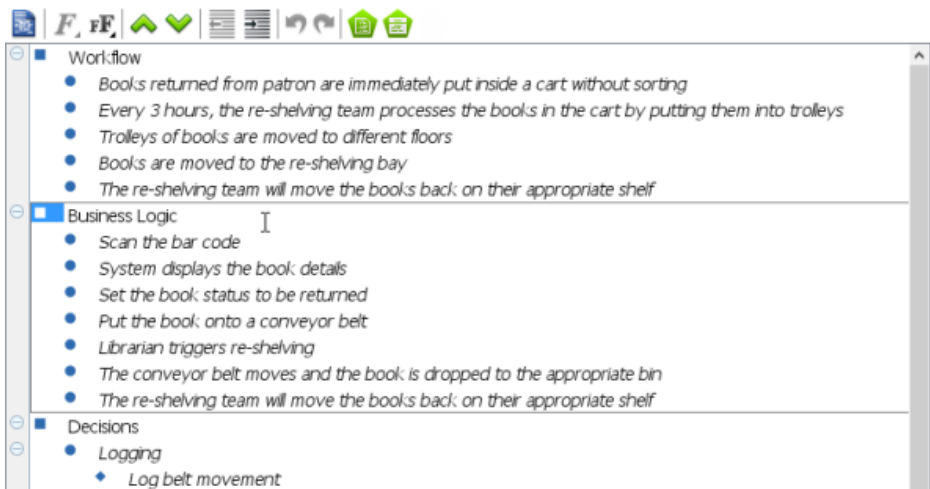 Workflow
Books returned from patron are immediately put inside a cart without sorting
Every 3 hours, the re-shelving team processes the books in the cart by putting them into trolleys
Trolleys of books are moved to different floors
Books are moved to the re-shelving bay
The re-shelving team will move the books back on their appropriate shelf
Business Logic
Scan the bar code
System displays the book details
Set the book status to be returned
Put the book onto a conveyor belt
Librarian triggers re-shelving
The conveyor belt moves and the book is dropped to the appropriate bin
The re-shelving team will move the books back on their appropriate shelf
Decisions
Logging
Log belt movement